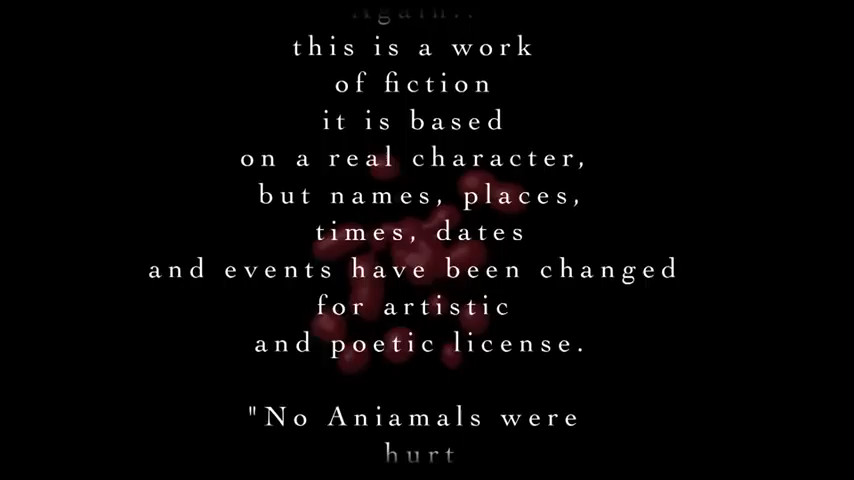 Again..
this is a work
of fiction
it is based
on a real character,
but names, places,
times, dates
and events have been changed
for artistic
and poetic license.
"No Aniamals were
hurt